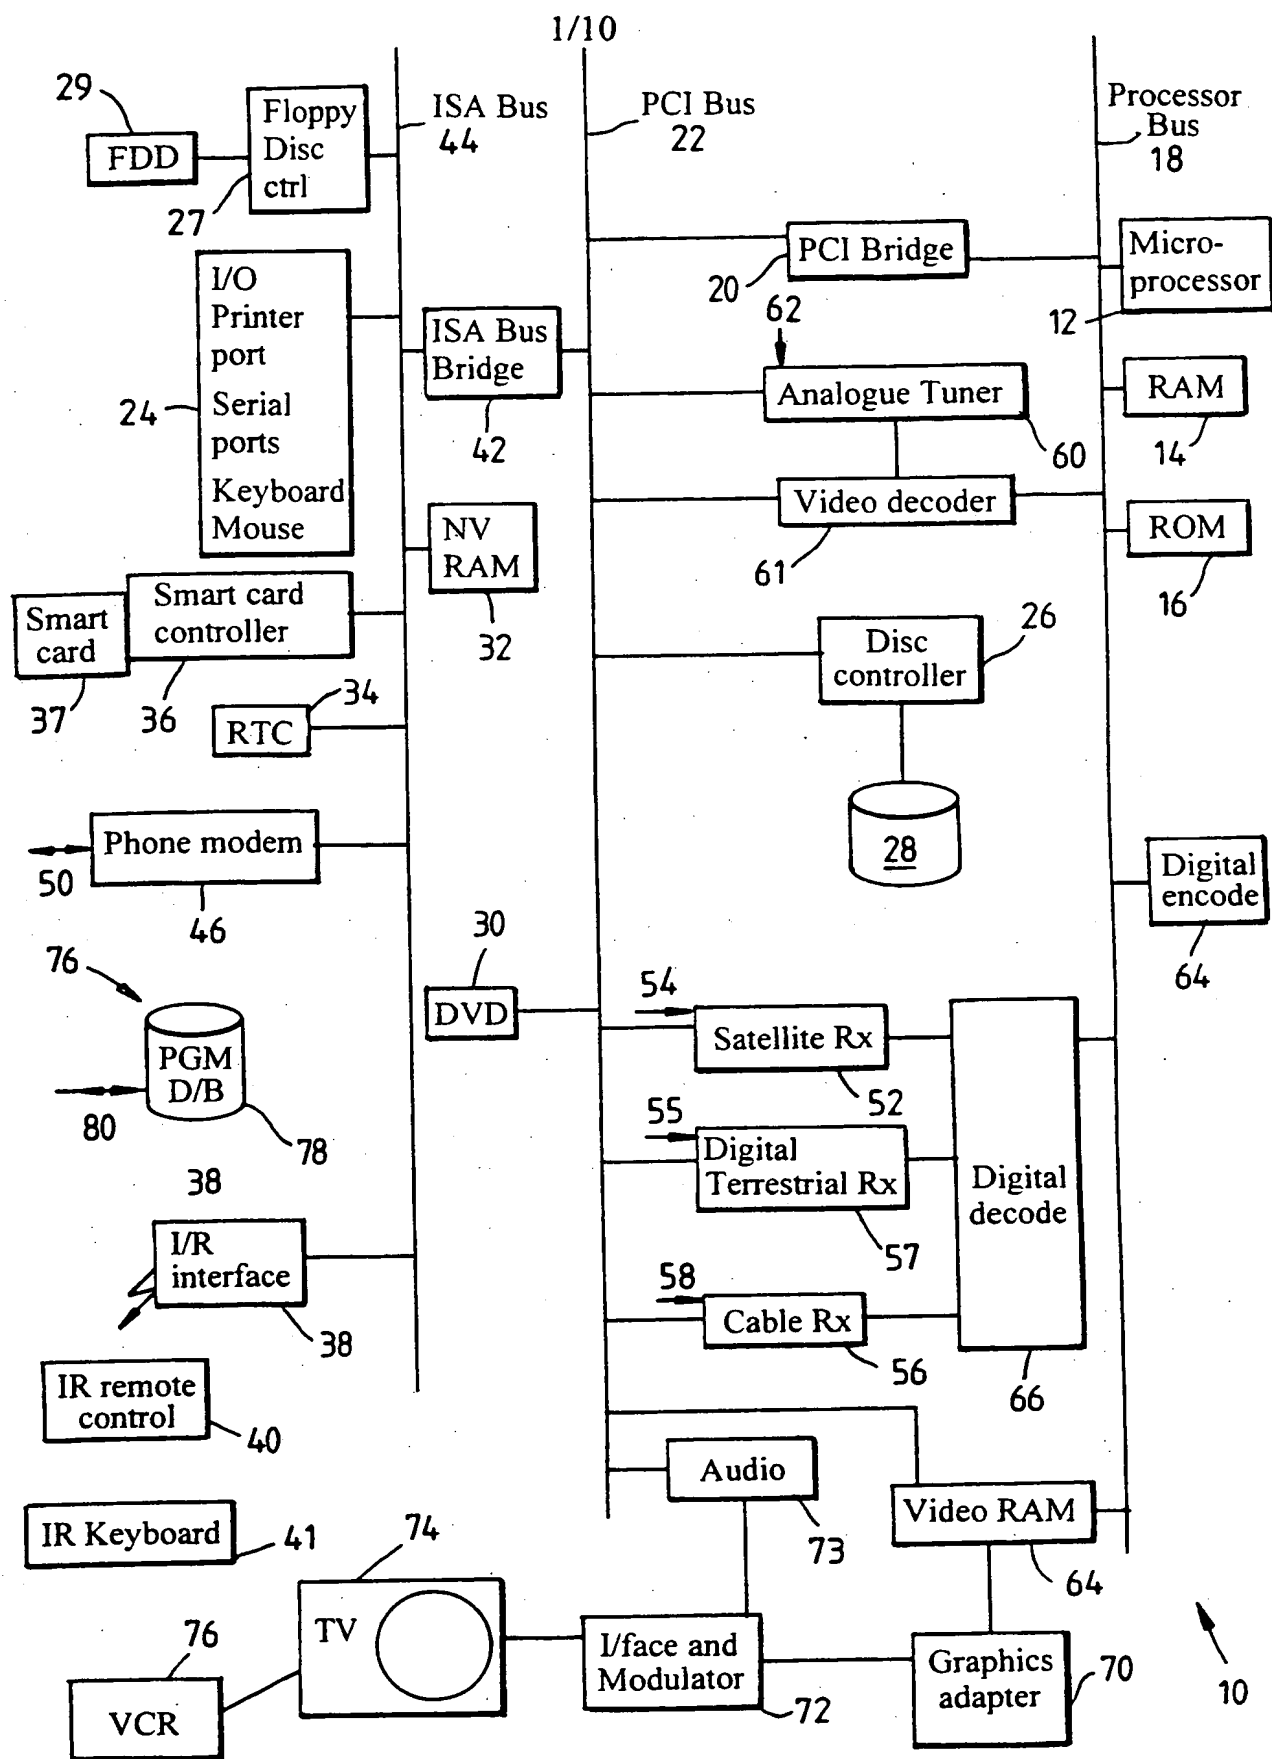 1/10
29
FDD
Floppy
Disc
ctrl
27
ISA Bus
44
PCI Bus
22
Processor
Bus
18
I/O
Printer
port
Serial
ports
Keyboard
Mouse
24
ISA Bus
Bridge
42
PCI Bridge
20
Micro-
processor
12
62
Analogue Tuner
60
RAM
14
Video decoder
61
ROM
16
NV
RAM
32
Smart
card
37
Smart card
controller
36
Disc
controller
26
34
RTC
28
Phone modem
50
46
Digital
encode
64
30
DVD
76
PGM
D/B
80
78
54
Satellite Rx
52
55
Digital
Terrestrial Rx
57
Digital
decode
66
38
I/R
interface
38
58
Cable Rx
56
IR remote
control
40
Audio
73
Video RAM
64
IR Keyboard
41
74
TV
76
VCR
I/face and
Modulator
72
Graphics
adapter
70
10